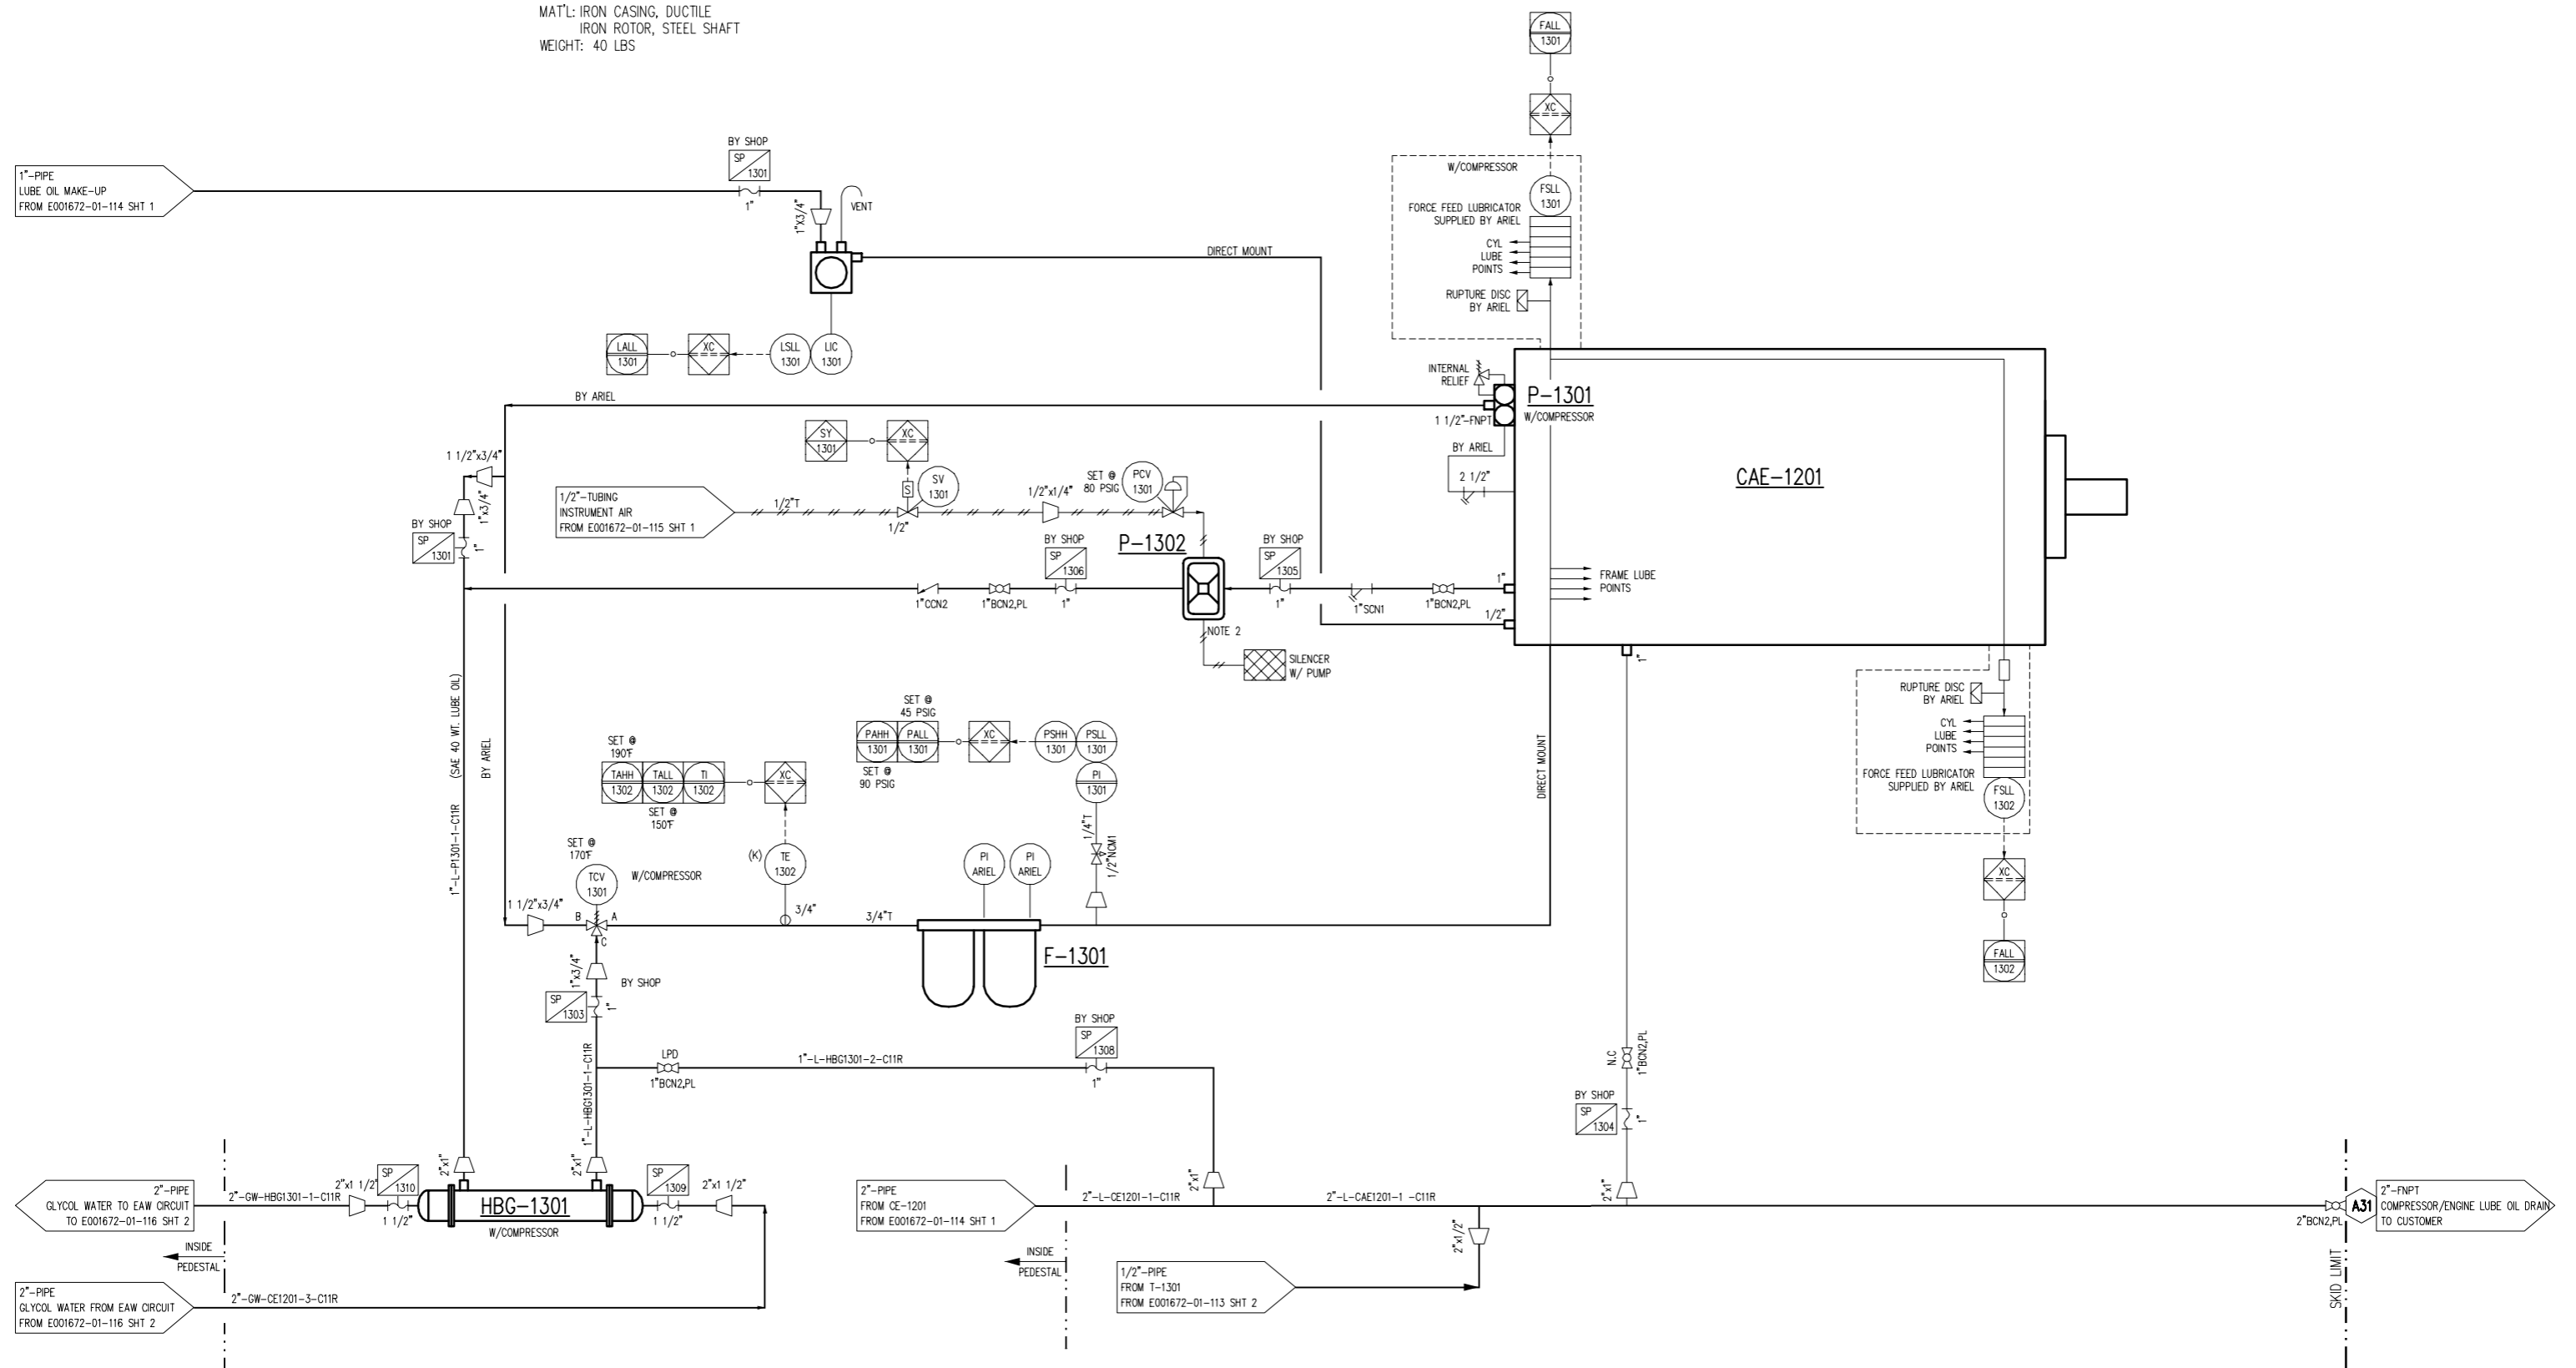 MAT'L: IRON CASING, DUCTILE
IRON ROTOR, STEEL SHAFT
WEIGHT: 40 LBS
FALL
1301
XC
W/COMPRESSOR
FSLL
1301
FORCE FEED LUBRICATOR
SUPPLIED BY ARIEL
CYL
LUBE
POINTS
RUPTURE DISC
BY ARIEL
BY SHOP
SP
1301
1"
1"-PIPE
LUBE OIL MAKE-UP
FROM E001672-01-114 SHT 1
1"X3/4"
VENT
DIRECT MOUNT
LALL
1301
XC
LSLL
1301
LIC
1301
INTERNAL
RELIEF
P-1301
W/COMPRESSOR
1 1/2"-FNPT
BY ARIEL
2 1/2"
BY ARIEL
CAE-1201
SY
1301
XC
SV
1301
S
1/2"
1 1/2"x3/4"
1"x3/4"
BY SHOP
SP
1301
1"
1/2"-TUBING
INSTRUMENT AIR
FROM E001672-01-115 SHT 1
1/2"T
1/2"x1/4"
SET @
80 PSIG
PCV
1301
P-1302
BY SHOP
SP
1306
1"
BY SHOP
SP
1305
1"
1"CCN2
1"BCN2,PL
1"SCN1
1"BCN2,PL
1"
1/2"
FRAME LUBE
POINTS
NOTE 2
SILENCER
W/ PUMP
1"
1"-L-P1301-1-C11R (SAE 40 WT. LUBE OIL)
BY ARIEL
SET @
45 PSIG
PAHH
1301
PALL
1301
XC
PSHH
1301
PSLL
1301
SET @
90 PSIG
PI
1301
1/4"T
1/2"NCM1
SET @
190°F
TAHH
1302
TALL
1302
TI
1302
XC
SET @
150°F
SET @
170°F
TCV
1301
W/COMPRESSOR
(K)
TE
1302
PI
ARIEL
PI
ARIEL
DIRECT MOUNT
RUPTURE DISC
BY ARIEL
CYL
LUBE
POINTS
FORCE FEED LUBRICATOR
SUPPLIED BY ARIEL
FSLL
1302
XC
FALL
1302
1 1/2"x3/4"
B
A
C
3/4"
3/4"T
F-1301
1"x3/4"
BY SHOP
SP
1303
1"
1"-L-HBG1301-1-C11R
LPD
1"BCN2,PL
1"-L-HBG1301-2-C11R
BY SHOP
SP
1308
1"
N.C
1"BCN2,PL
BY SHOP
SP
1304
1"
2"x1"
2"x1"
2"x1"
2"x1"
2"-PIPE
GLYCOL WATER TO EAW CIRCUIT
TO E001672-01-116 SHT 2
2"-GW-HBG1301-1-C11R
2"x1 1/2"
SP
1310
1 1/2"
HBG-1301
W/COMPRESSOR
SP
1309
1 1/2"
2"x1 1/2"
2"-PIPE
FROM CE-1201
FROM E001672-01-114 SHT 1
2"-L-CE1201-1-C11R
2"-L-CAE1201-1 -C11R
2"x1/2"
2"BCN2,PL
A31
2"-FNPT
COMPRESSOR/ENGINE LUBE OIL DRAIN
TO CUSTOMER
INSIDE
PEDESTAL
INSIDE
PEDESTAL
2"-PIPE
GLYCOL WATER FROM EAW CIRCUIT
FROM E001672-01-116 SHT 2
2"-GW-CE1201-3-C11R
1/2"-PIPE
FROM T-1301
FROM E001672-01-113 SHT 2
SKID LIMIT